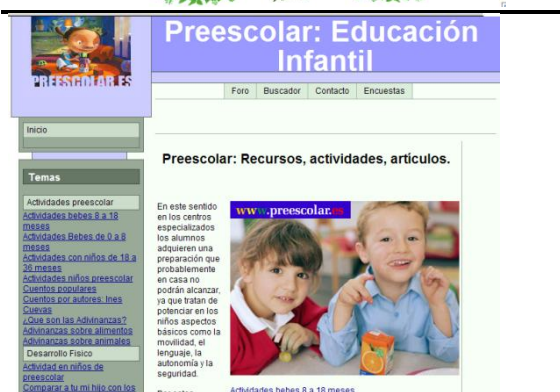 Preescolar: Educación
Infantil
PREESCOLAR.ES
Foro Buscador Contacto Encuestas
Inicio
Temas
Actividades preescolar
Actividades bebes 8 a 18
meses
Actividades Bebes de 0 a 8
meses
Actividades con niños de 18 a
36 meses
Actividades niños preescolar
Cuentos populares
Cuentos por autores. Ines
Cuevas
¿Que son las Adivinanzas?
Adivinanzas sobre alimentos
Adivinanzas sobre animales
Desarrollo Fisico
Actividad en niños de
preescolar
Comparar a tu mi hijo con los
Preescolar: Recursos, actividades, artículos.
En este sentido
en los centros
especializados
los alumnos
adquieren una
preparación que
probablemente
en casa no
podrán alcanzar,
ya que tratan de
potenciar en los
niños aspectos
básicos como la
movilidad, el
lenguaje, la
autonomía y la
seguridad.
www.preescolar.es
Actividades bebes 8 a 18 meses